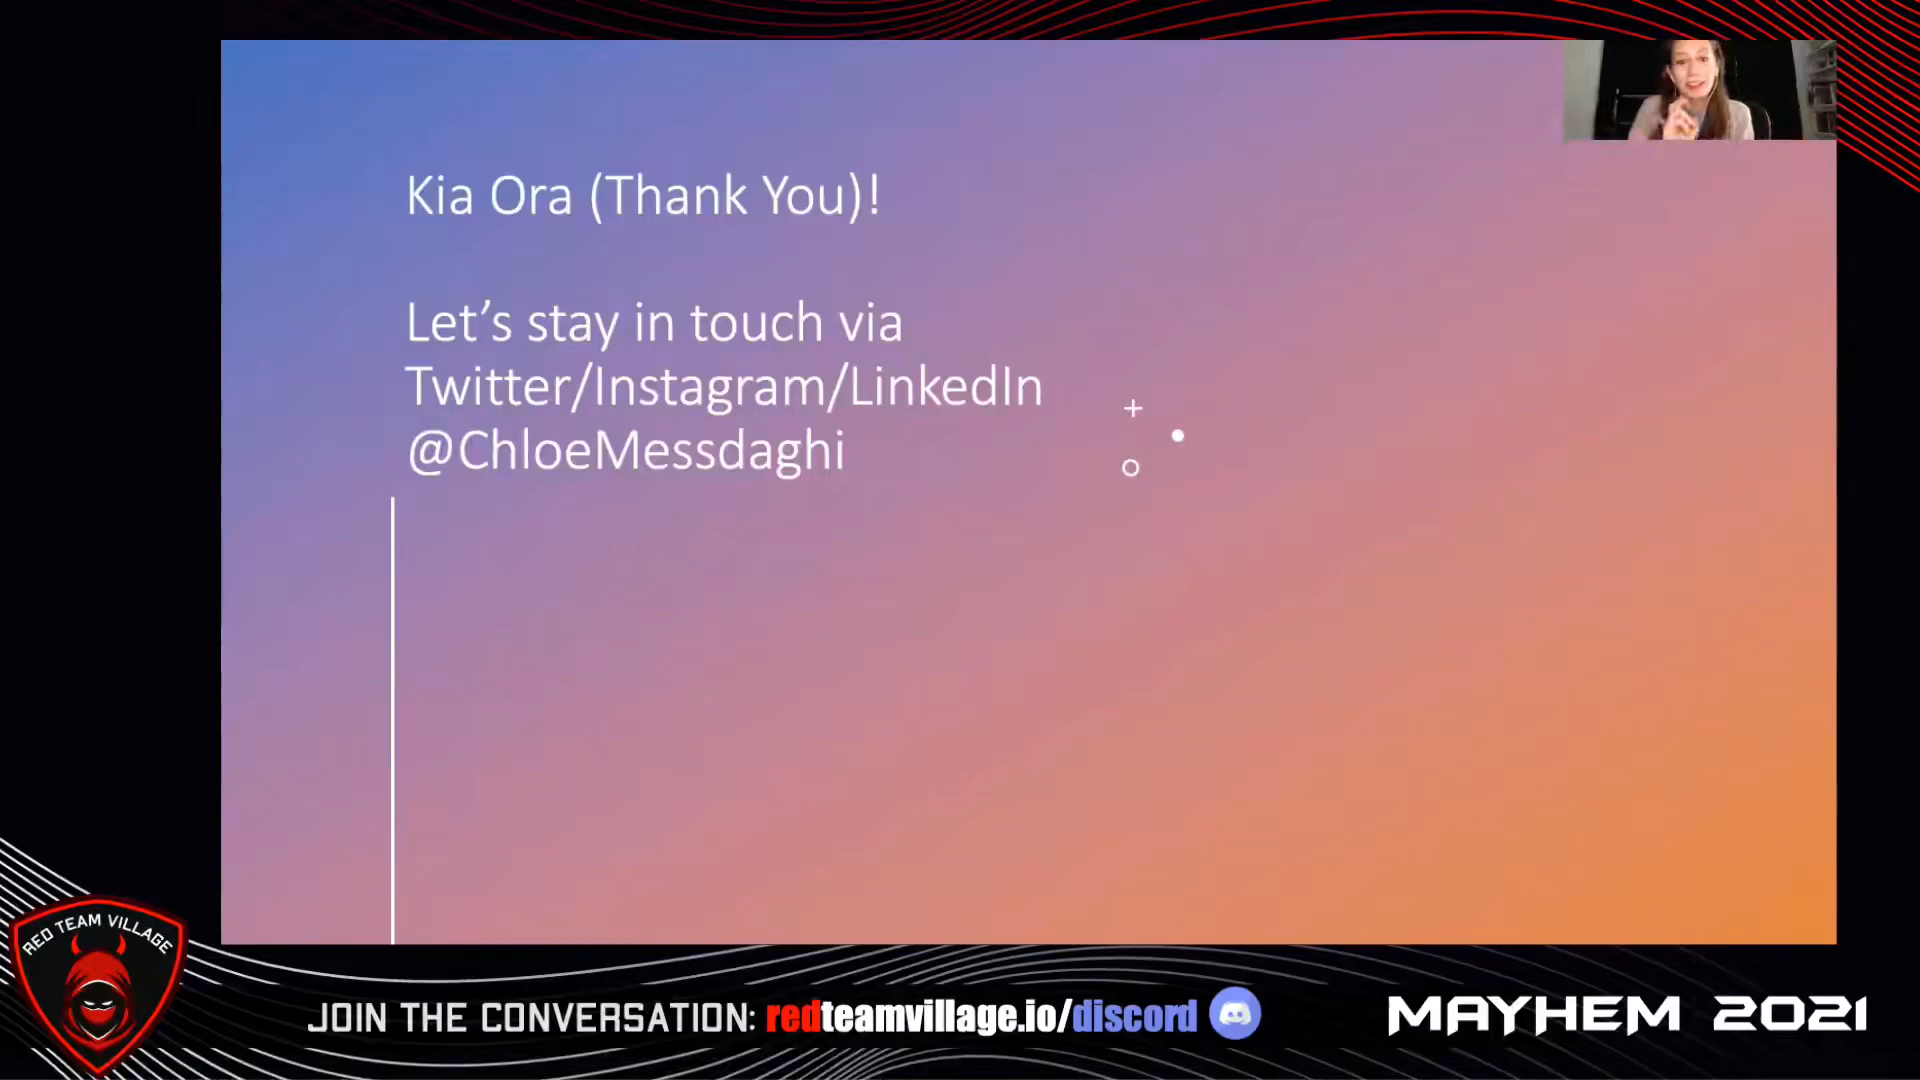 Kia Ora (Thank You)!
Let’s stay in touch via
Twitter/Instagram/LinkedIn
@ChloeMessdaghi
RED TEAM VILLAGE
JOIN THE CONVERSATION: redteamvillage.io/discord
MAYHEM 2021